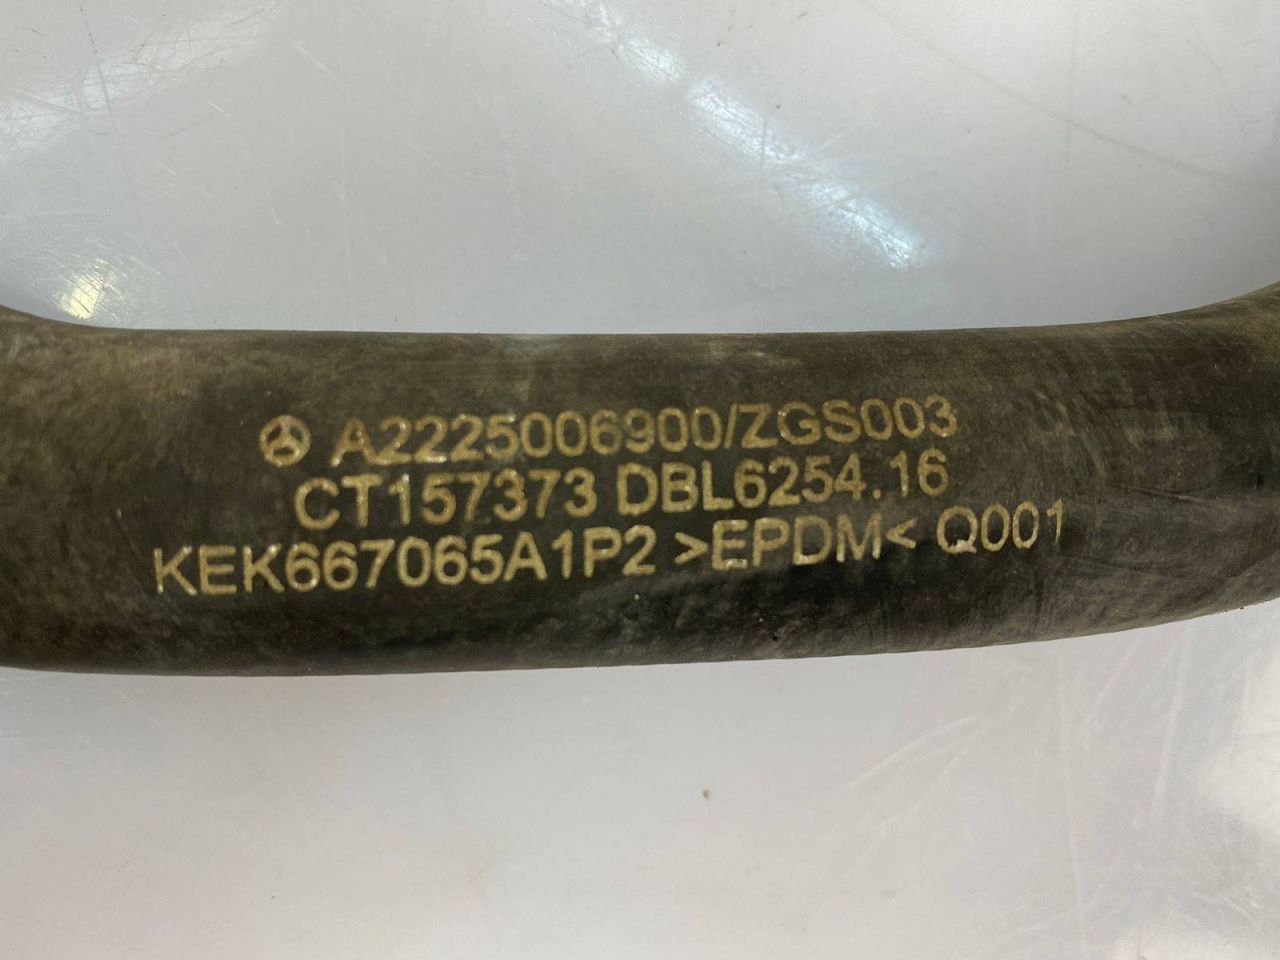 A2225006900/ZGS003
CT157373 DBL6254.16
KEK667065A1P2 >EPDM< Q001